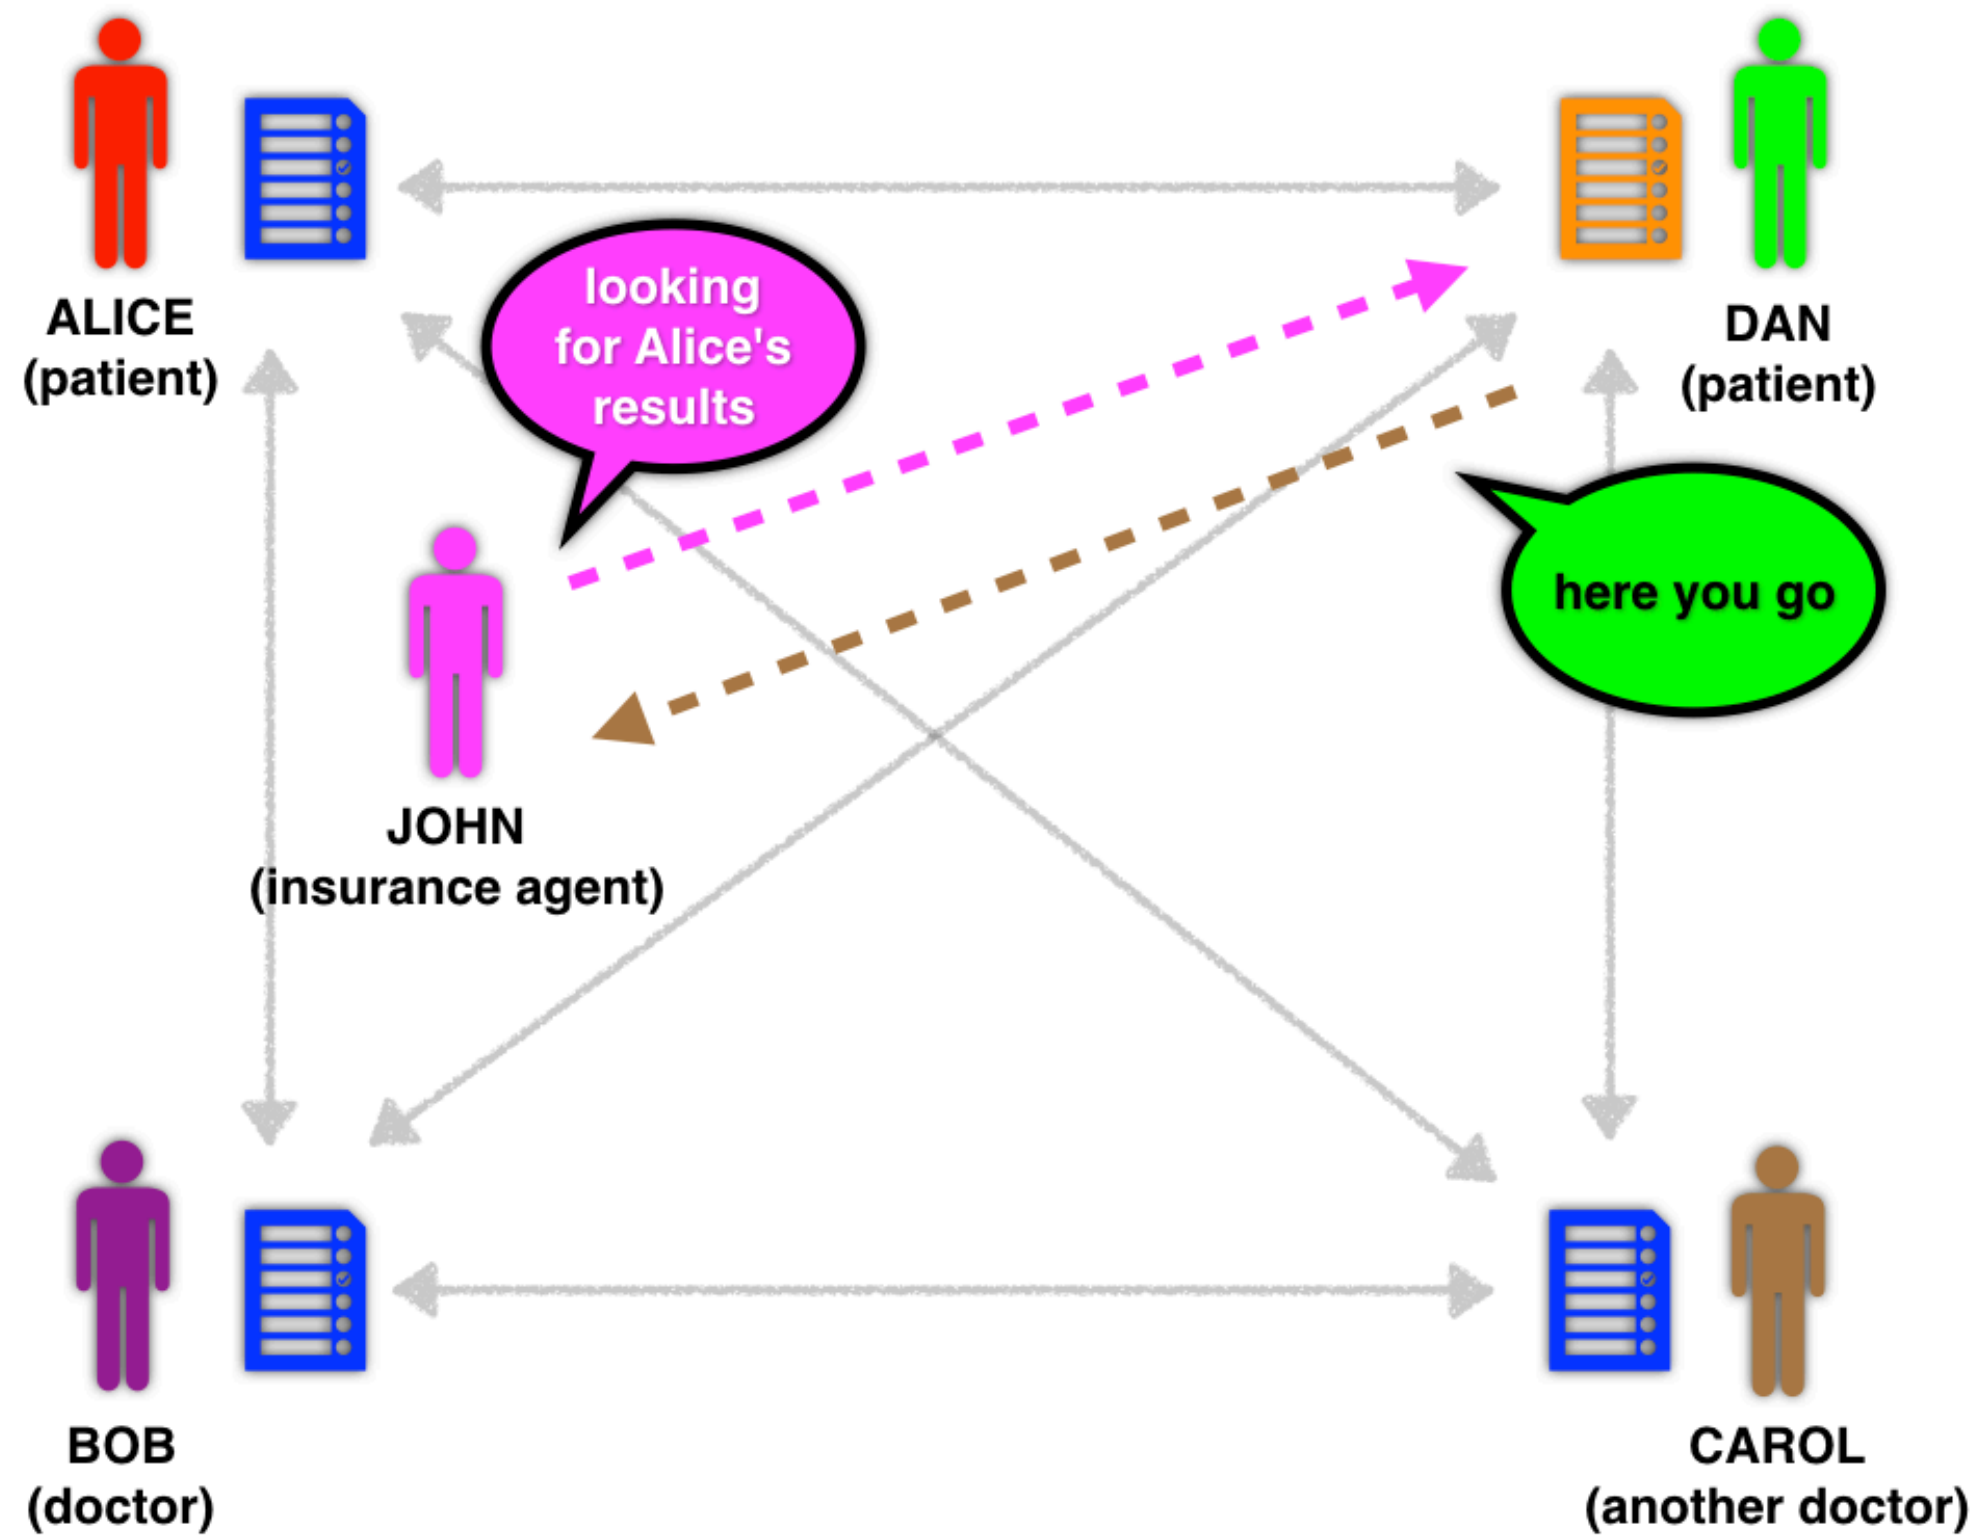 ALICE
(patient)
looking
for Alice's
results
DAN
(patient)
here you go
JOHN
(insurance agent)
BOB
(doctor)
CAROL
(another doctor)